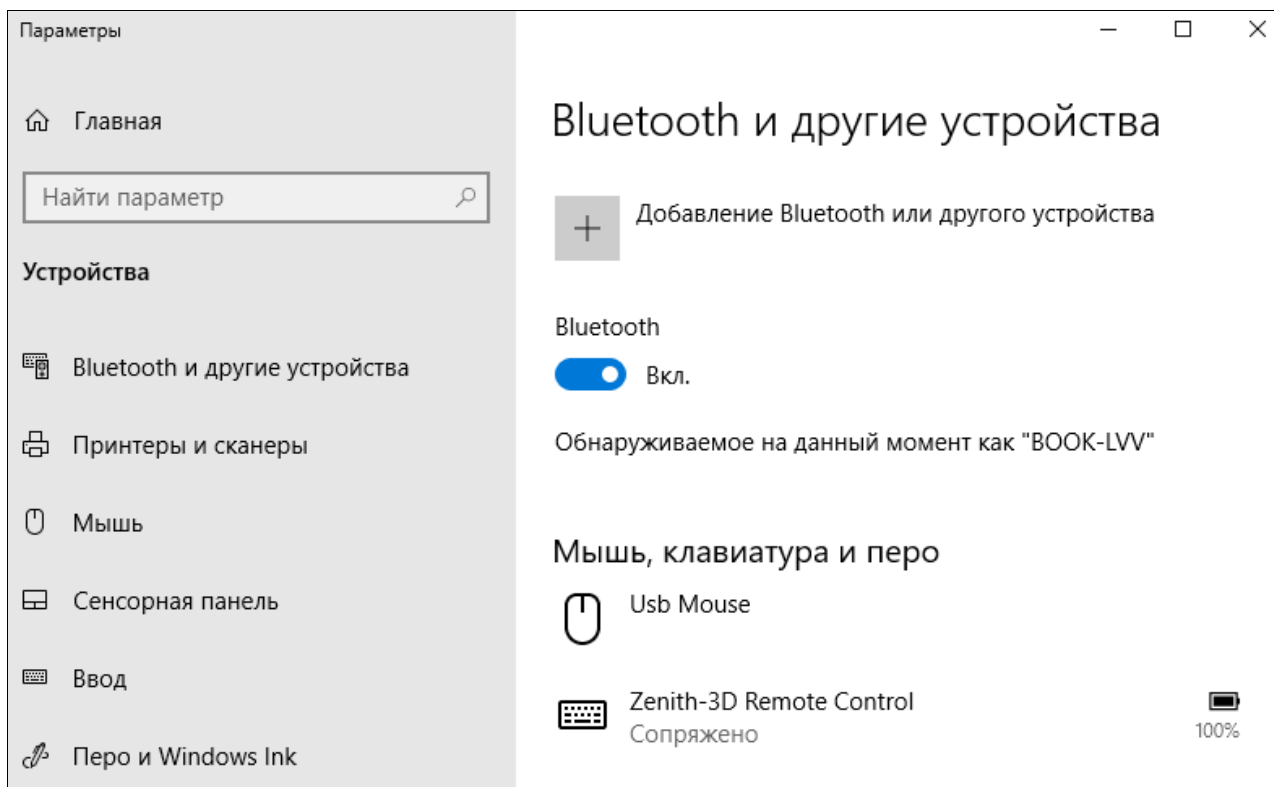 Параметры
Главная
Найти параметр
Устройства
Bluetooth и другие устройства
Принтеры и сканеры
Мышь
Сенсорная панель
Ввод
Перо и Windows Ink
Bluetooth и другие устройства
Добавление Bluetooth или другого устройства
Bluetooth
Вкл.
Обнаруживаемое на данный момент как "BOOK-LVV"
Мышь, клавиатура и перо
Usb Mouse
Zenith-3D Remote Control
Сопряжено
100%